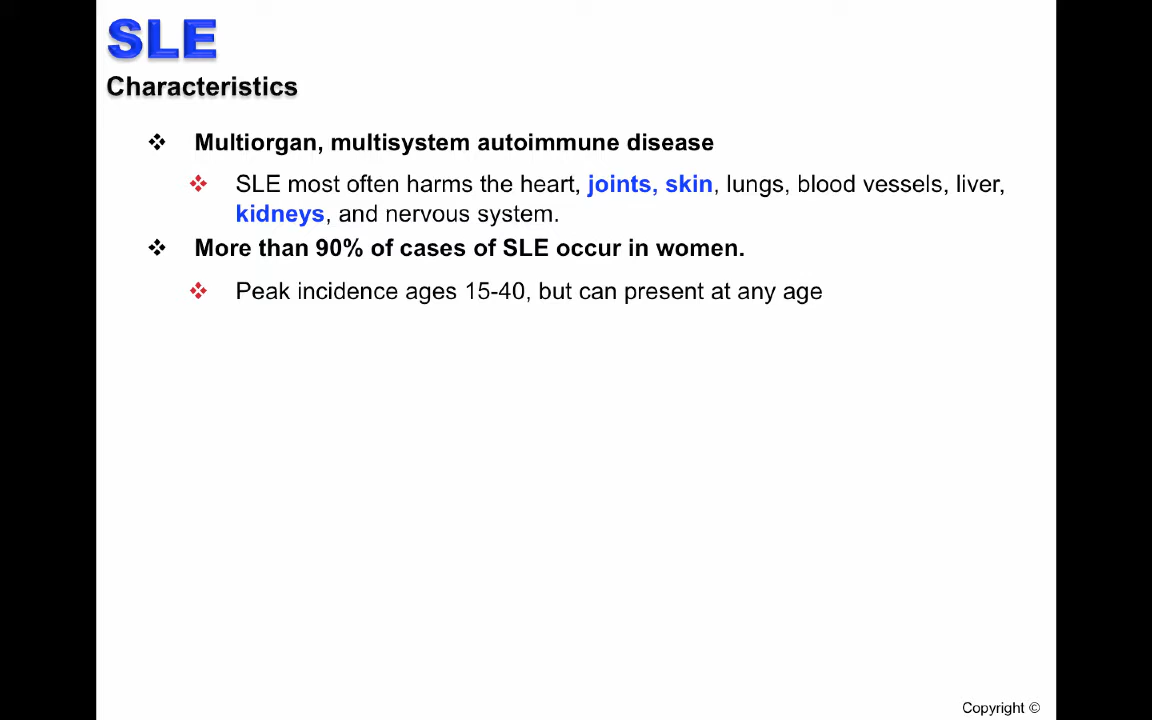 SLE
Characteristics
❖ Multiorgan, multisystem autoimmune disease
❖ SLE most often harms the heart, joints, skin, lungs, blood vessels, liver,
kidneys, and nervous system.
❖ More than 90% of cases of SLE occur in women.
❖ Peak incidence ages 15-40, but can present at any age
Copyright ©